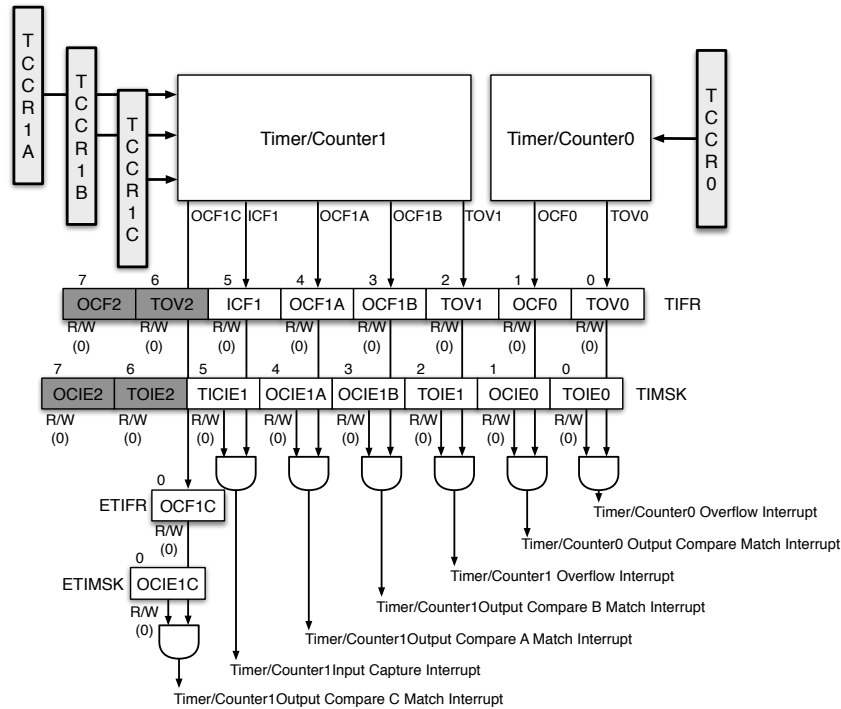 TCCR1A
TCCR1B
TCCR1C
Timer/Counter1
Timer/Counter0
TCCR0
OCF1C ICF1 OCF1A OCF1B TOV1 OCF0 TOV0
7 6 5 4 3 2 1 0
OCF2 TOV2 ICF1 OCF1A OCF1B TOV1 OCF0 TOV0 TIFR
R/W R/W R/W R/W R/W R/W R/W R/W
(0) (0) (0) (0) (0) (0) (0) (0)
7 6 5 4 3 2 1 0
OCIE2 TOIE2 TICIE1 OCIE1A OCIE1B TOIE1 OCIE0 TOIE0 TIMSK
R/W R/W R/W R/W R/W R/W R/W R/W
(0) (0) (0) (0) (0) (0) (0) (0)
0
ETIFR OCF1C
R/W
(0)
Timer/Counter0 Overflow Interrupt
Timer/Counter0 Output Compare Match Interrupt
0
ETIMSK OCIE1C
R/W
(0)
Timer/Counter1 Overflow Interrupt
Timer/Counter1Output Compare B Match Interrupt
Timer/Counter1Output Compare A Match Interrupt
Timer/Counter1Input Capture Interrupt
Timer/Counter1Output Compare C Match Interrupt